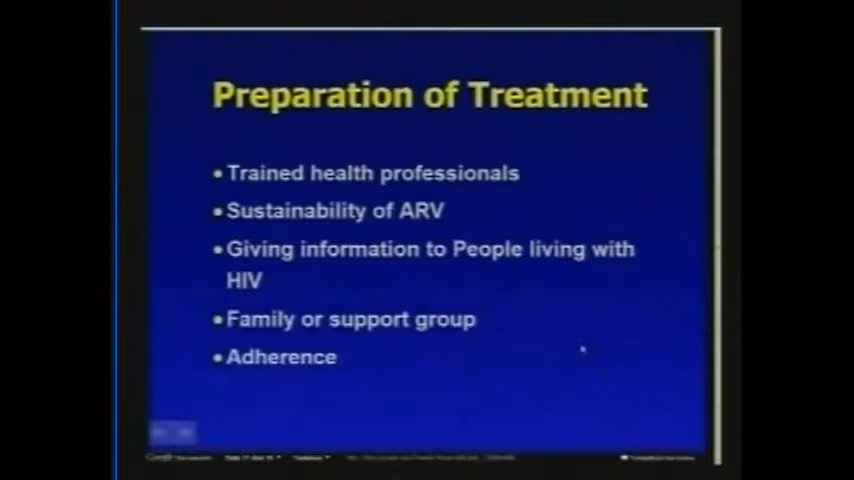 Preparation of Treatment
•Trained health professionals
•Sustainability of ARV
•Giving information to People living with
HIV
•Family or support group
•Adherence